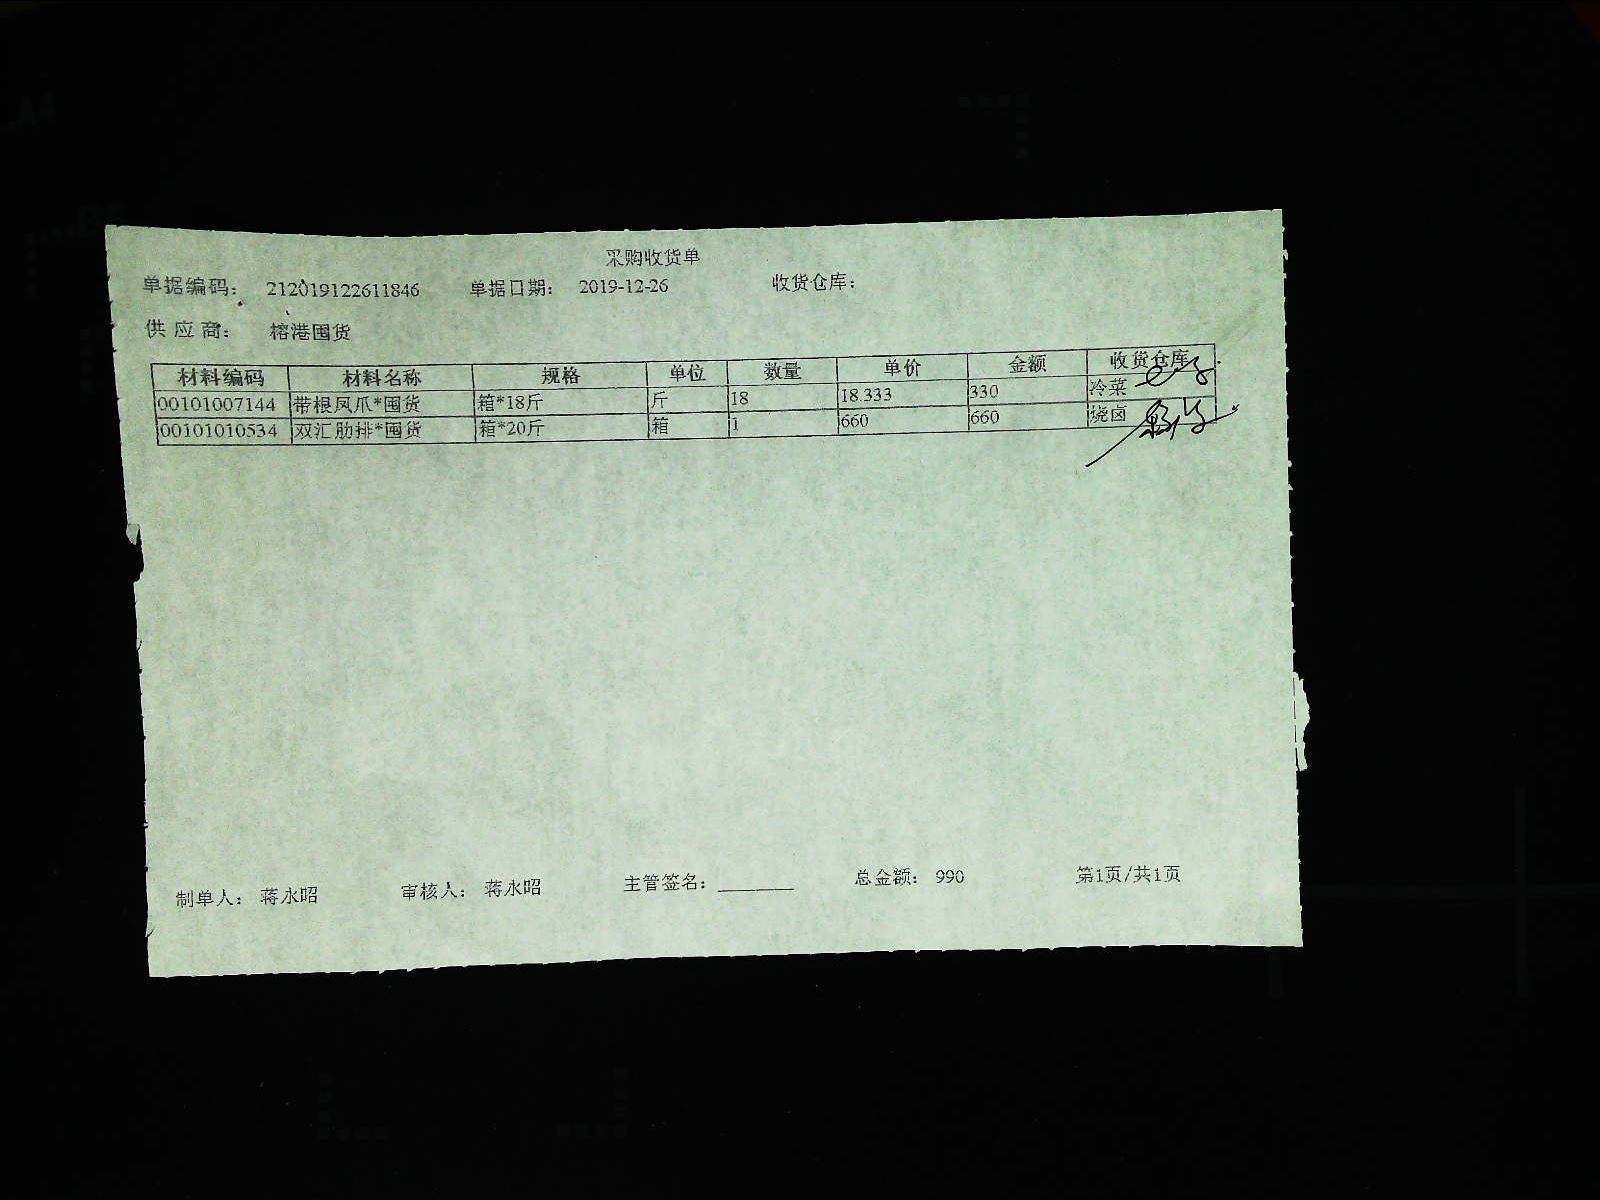 采购收货单
单据编码： 212019122611846 单据日期： 2019-12-26 收货仓库：
供应商： 榕港囤货
材料编码 材料名称 规格 单位 数量 单价 金额 收货仓库
00101007144 带根凤爪*囤货 箱*18斤 斤 18 18.333 330 冷菜
00101010534 双汇肋排*囤货 箱*20斤 箱 1 660 660 烧卤
制单人： 蒋永昭 审核人： 蒋永昭 主管签名：________ 总金额： 990 第1页/共1页